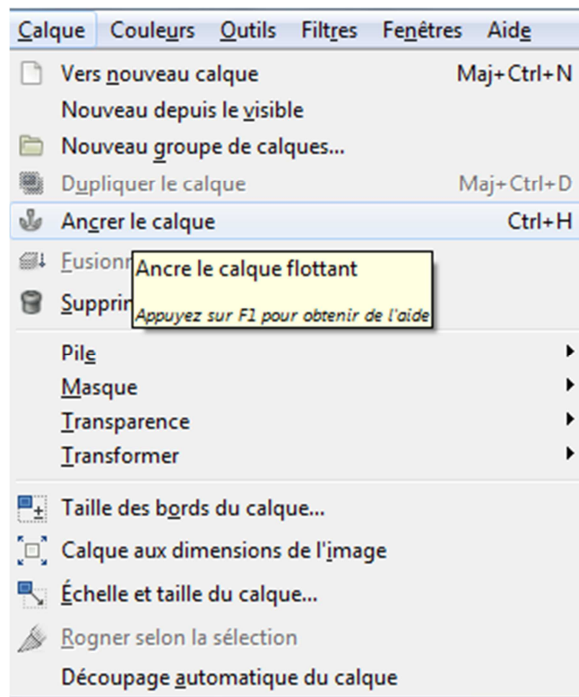 Calque Couleurs Outils Filtres Fenêtres Aide
Vers nouveau calque Maj+Ctrl+N
Nouveau depuis le visible
Nouveau groupe de calques...
Dupliquer le calque Maj+Ctrl+D
Ancrer le calque Ctrl+H
Fusionn
Ancre le calque flottant
Supprin
Appuyez sur F1 pour obtenir de l'aide
Pile
Masque
Transparence
Transformer
Taille des bords du calque...
Calque aux dimensions de l'image
Échelle et taille du calque...
Rogner selon la sélection
Découpage automatique du calque